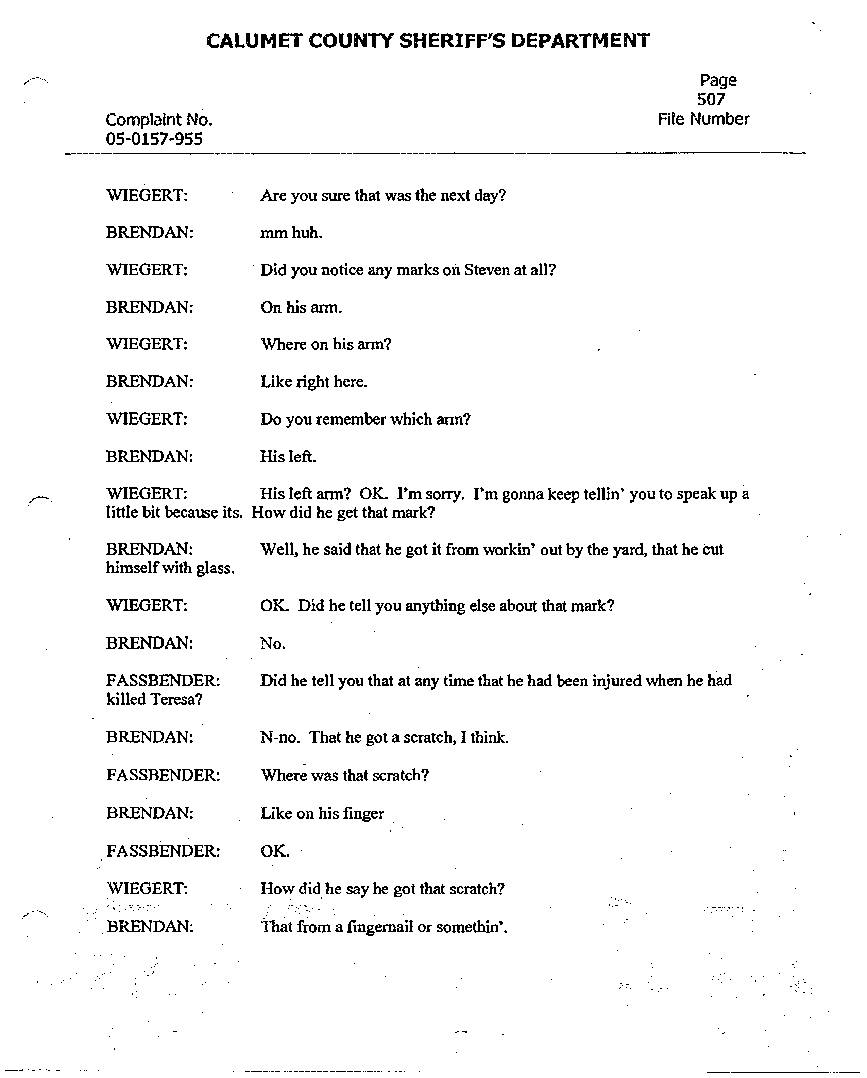 CALUMET COUNTY SHERIFF'S DEPARTMENT
Page
507
Complaint No. File Number
05-0157-955
WIEGERT: Are you sure that was the next day?
BRENDAN: mm huh.
WIEGERT: Did you notice any marks on Steven at all?
BRENDAN: On his arm.
WIEGERT: Where on his arm?
BRENDAN: Like right here.
WIEGERT: Do you remember which arm?
BRENDAN: His left.
WIEGERT: His left arm? OK. I'm sorry. I'm gonna keep tellin' you to speak up a
little bit because its. How did he get that mark?
BRENDAN: Well, he said that he got it from workin' out by the yard, that he cut
himself with glass.
WIEGERT: OK. Did he tell you anything else about that mark?
BRENDAN: No.
FASSBENDER: Did he tell you that at any time that he had been injured when he had
killed Teresa?
BRENDAN: N-no. That he got a scratch, I think.
FASSBENDER: Where was that scratch?
BRENDAN: Like on his finger
FASSBENDER: OK.
WIEGERT: How did he say he got that scratch?
BRENDAN: That from a fingernail or somethin'.